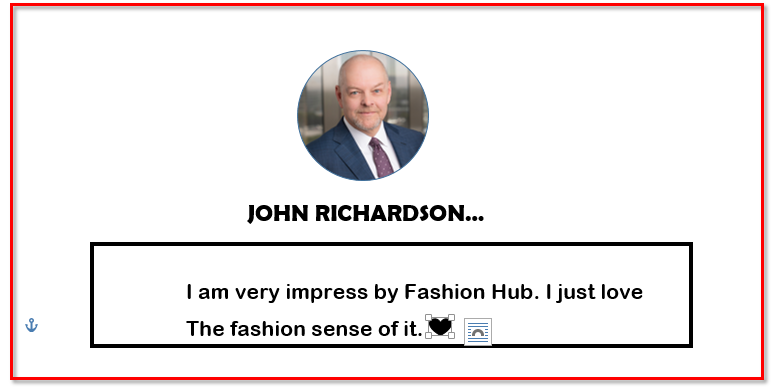 JOHN RICHARDSON...
I am very impress by Fashion Hub. I just love
The fashion sense of it.